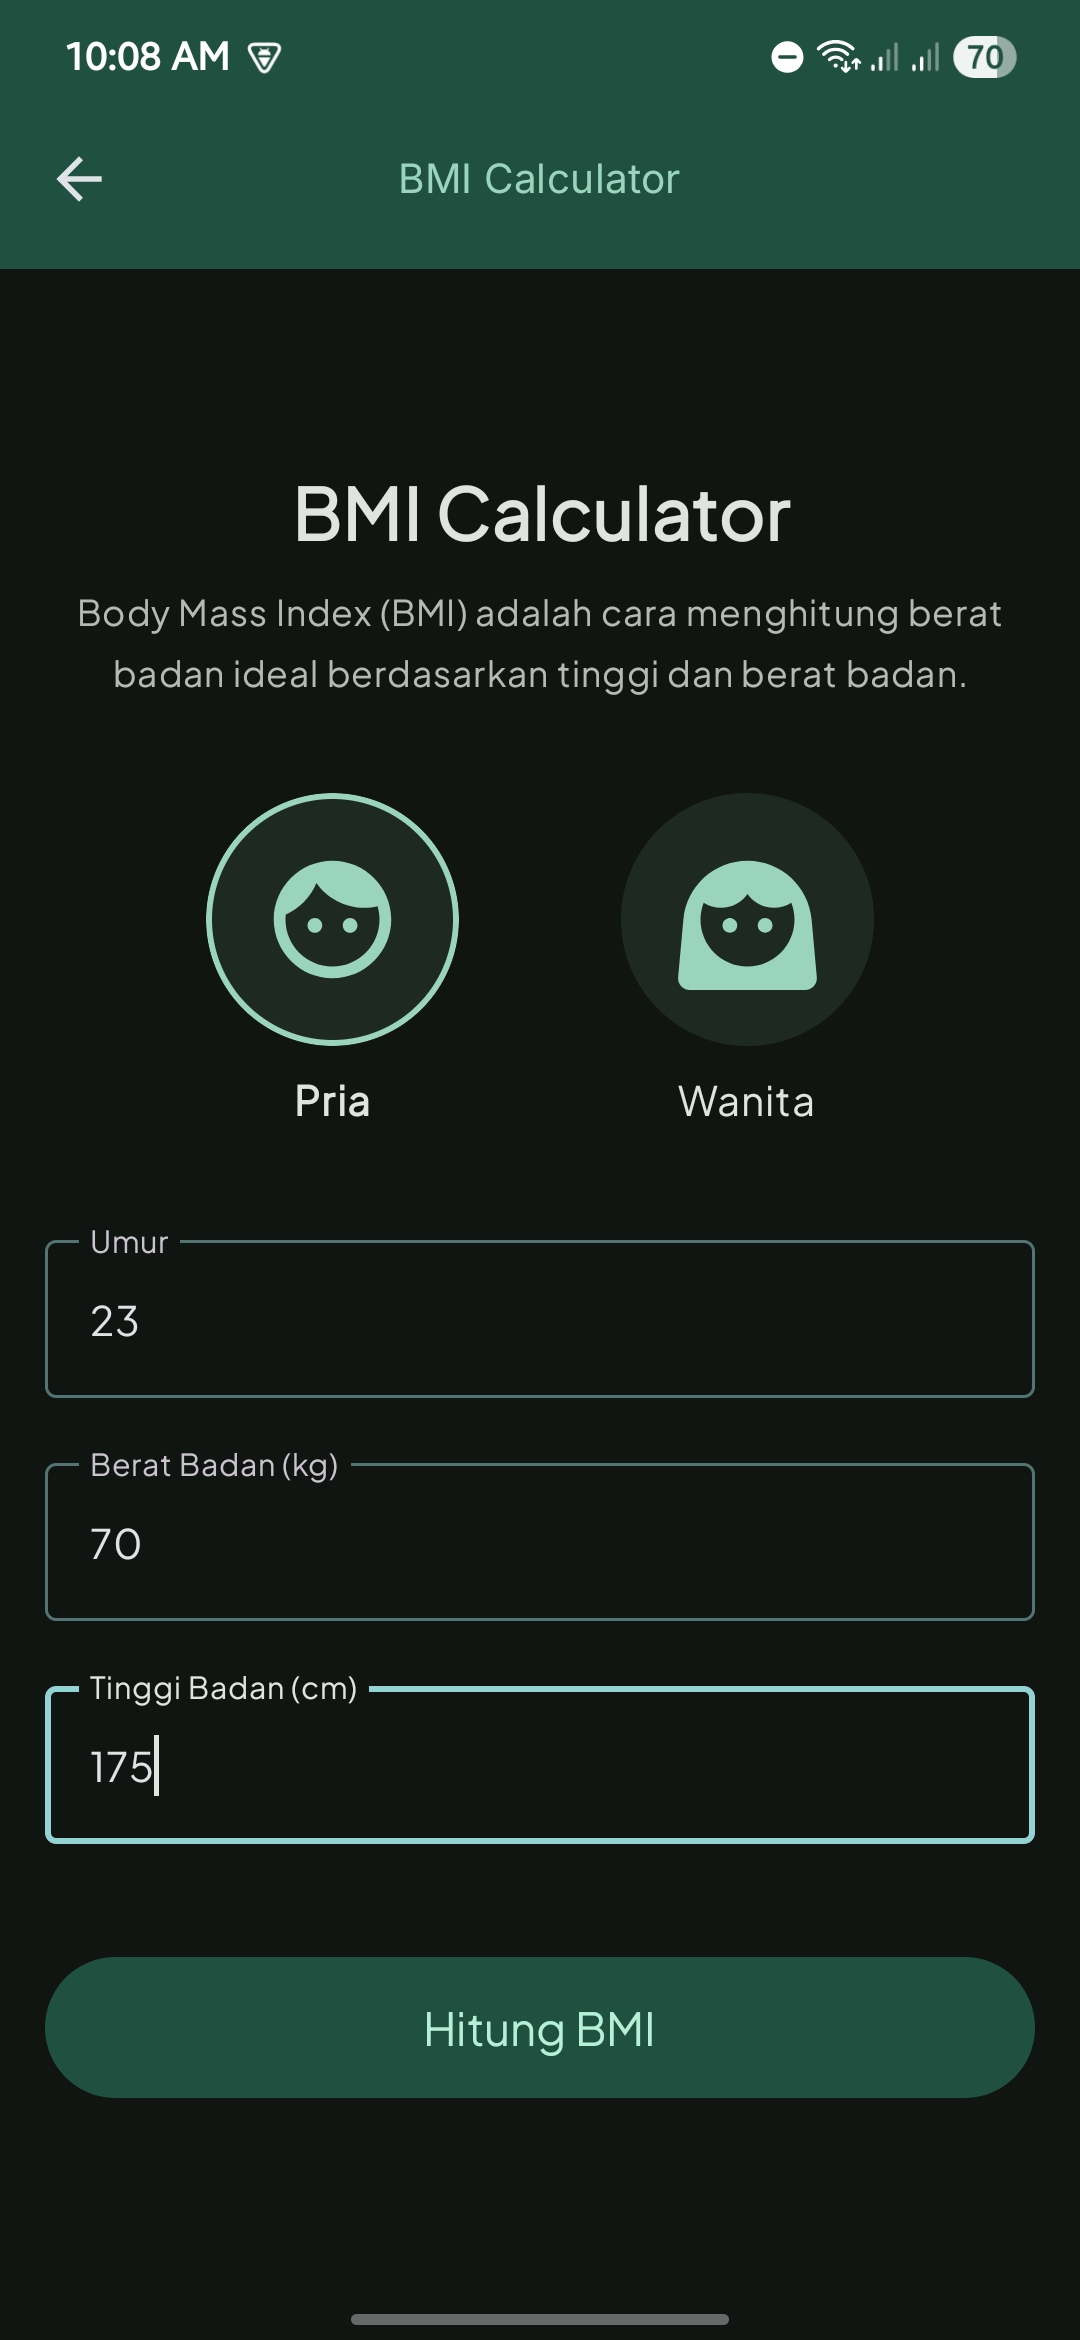 10:08 AM
70
BMI Calculator
BMI Calculator
Body Mass Index (BMI) adalah cara menghitung berat
badan ideal berdasarkan tinggi dan berat badan.
Pria
Wanita
Umur
23
Berat Badan (kg)
70
Tinggi Badan (cm)
175
Hitung BMI